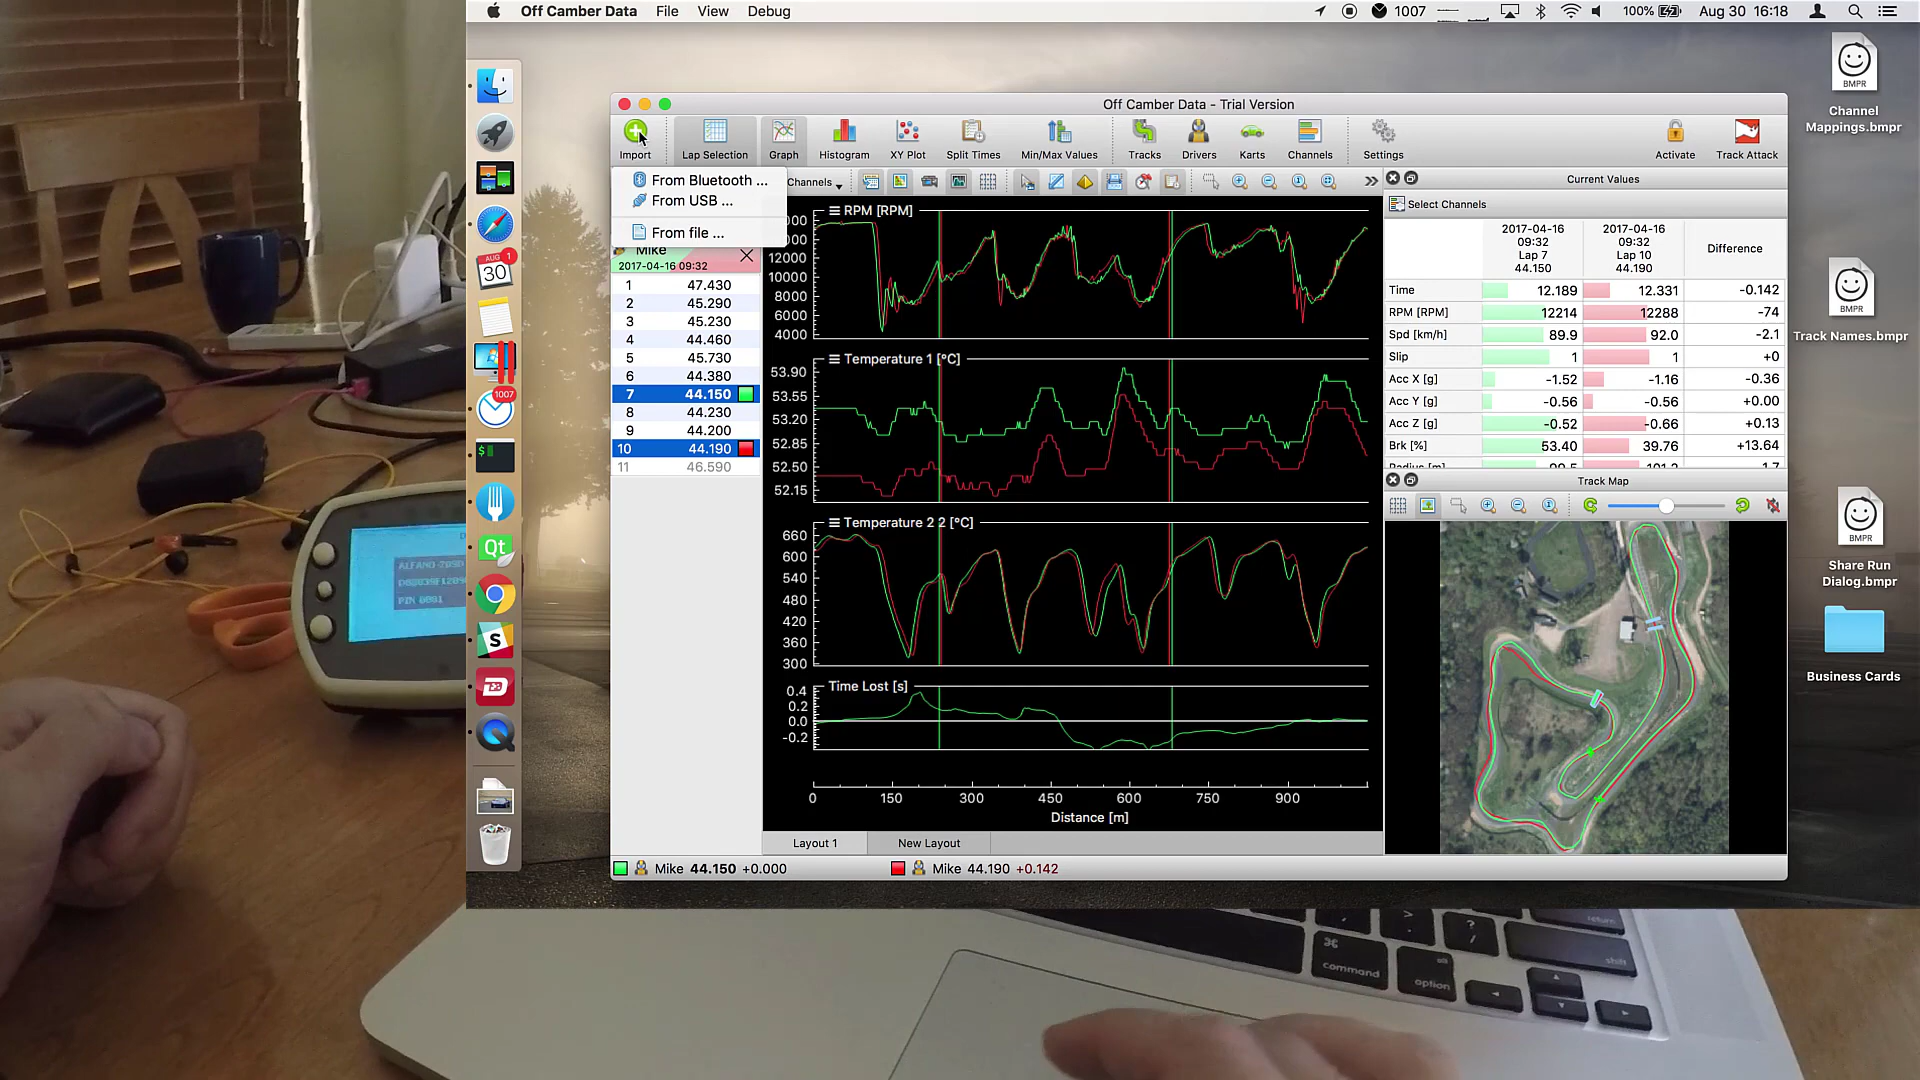 Off Camber Data File View Debug
1007 100% Aug 30 16:18
Off Camber Data - Trial Version
Import Lap Selection Graph Histogram XY Plot Split Times Min/Max Values Tracks Drivers Karts Channels Settings Activate Track Attack
From Bluetooth ...
From USB ...
From file ...
Channels
Mike
2017-04-16 09:32
1 47.430
2 45.290
3 45.230
4 44.460
5 45.730
6 44.380
7 44.150
8 44.230
9 44.200
10 44.190
11 46.590
RPM [RPM]
12000
10000
8000
6000
4000
Temperature 1 [°C]
53.90
53.55
53.20
52.85
52.50
52.15
Temperature 2 2 [°C]
660
600
540
480
420
360
300
Time Lost [s]
0.4
0.2
0.0
-0.2
0 150 300 450 600 750 900
Distance [m]
Layout 1 New Layout
Mike 44.150 +0.000 Mike 44.190 +0.142
Current Values
Select Channels
2017-04-16
09:32
Lap 7
44.150
2017-04-16
09:32
Lap 10
44.190
Difference
Time 12.189 12.331 -0.142
RPM [RPM] 12214 12288 -74
Spd [km/h] 89.9 92.0 -2.1
Slip 1 1 +0
Acc X [g] -1.52 -1.16 -0.36
Acc Y [g] -0.56 -0.56 +0.00
Acc Z [g] -0.52 -0.66 +0.13
Brk [%] 53.40 39.76 +13.64
Track Map
BMPR
Channel
Mappings.bmpr
BMPR
Track Names.bmpr
BMPR
Share Run
Dialog.bmpr
Business Cards
AUG 1
30
1007
Qt
S
PIN 0001
command
option
return
shift